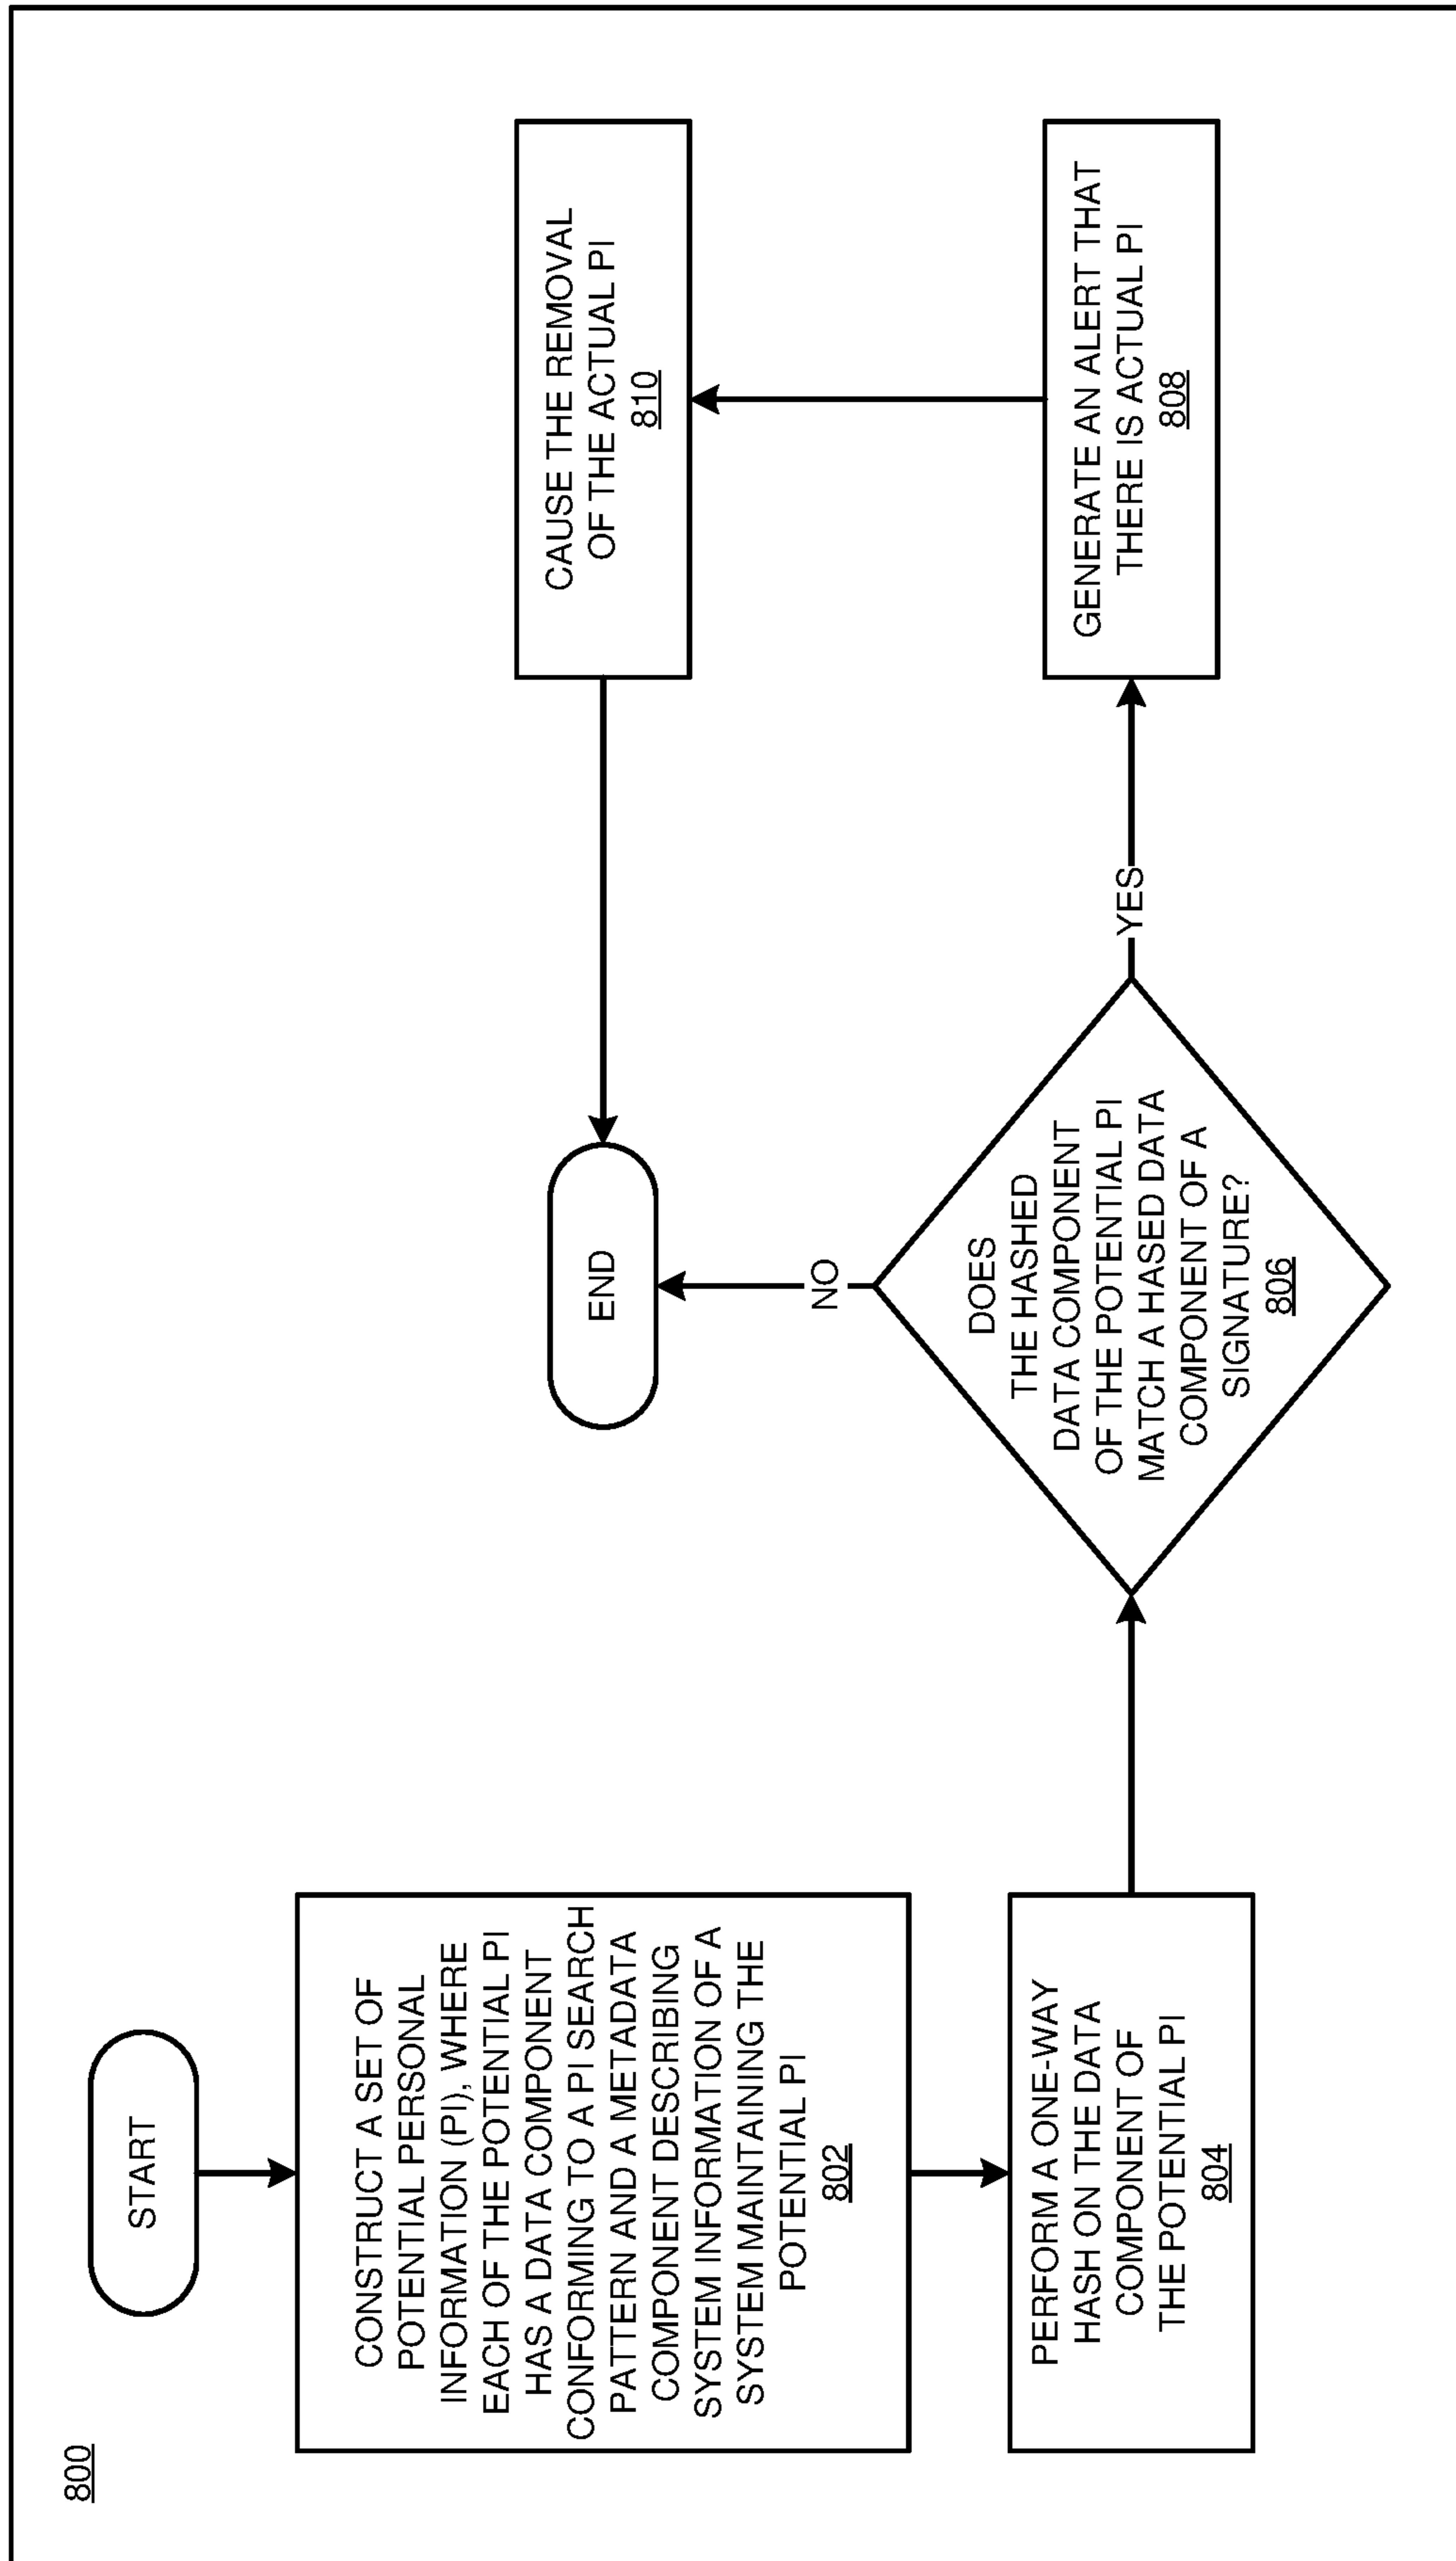 800
START
CONSTRUCT A SET OF
POTENTIAL PERSONAL
INFORMATION (PI), WHERE
EACH OF THE POTENTIAL PI
HAS A DATA COMPONENT
CONFORMING TO A PI SEARCH
PATTERN AND A METADATA
COMPONENT DESCRIBING
SYSTEM INFORMATION OF A
SYSTEM MAINTAINING THE
POTENTIAL PI
802
PERFORM A ONE-WAY
HASH ON THE DATA
COMPONENT OF
THE POTENTIAL PI
804
DOES
THE HASHED
DATA COMPONENT
OF THE POTENTIAL PI
MATCH A HASED DATA
COMPONENT OF A
SIGNATURE?
806
NO
END
YES
GENERATE AN ALERT THAT
THERE IS ACTUAL PI
808
CAUSE THE REMOVAL
OF THE ACTUAL PI
810